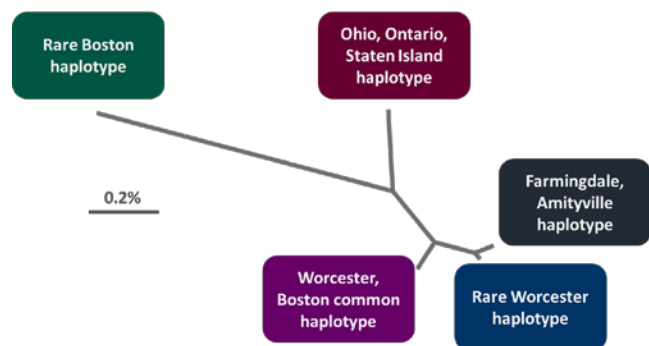 Rare Boston
haplotype
Ohio, Ontario,
Staten Island
haplotype
0.2%
Farmingdale,
Amityville
haplotype
Worcester,
Boston common
haplotype
Rare Worcester
haplotype